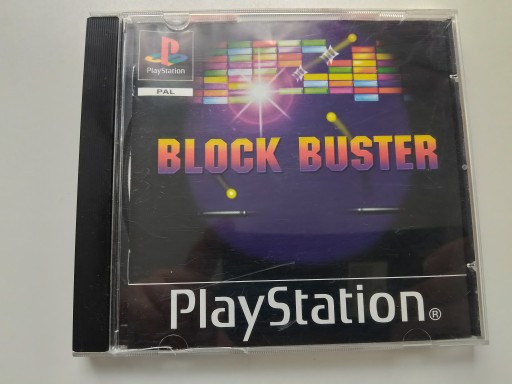 PlayStation
PAL
BLOCK BUSTER
PlayStation®